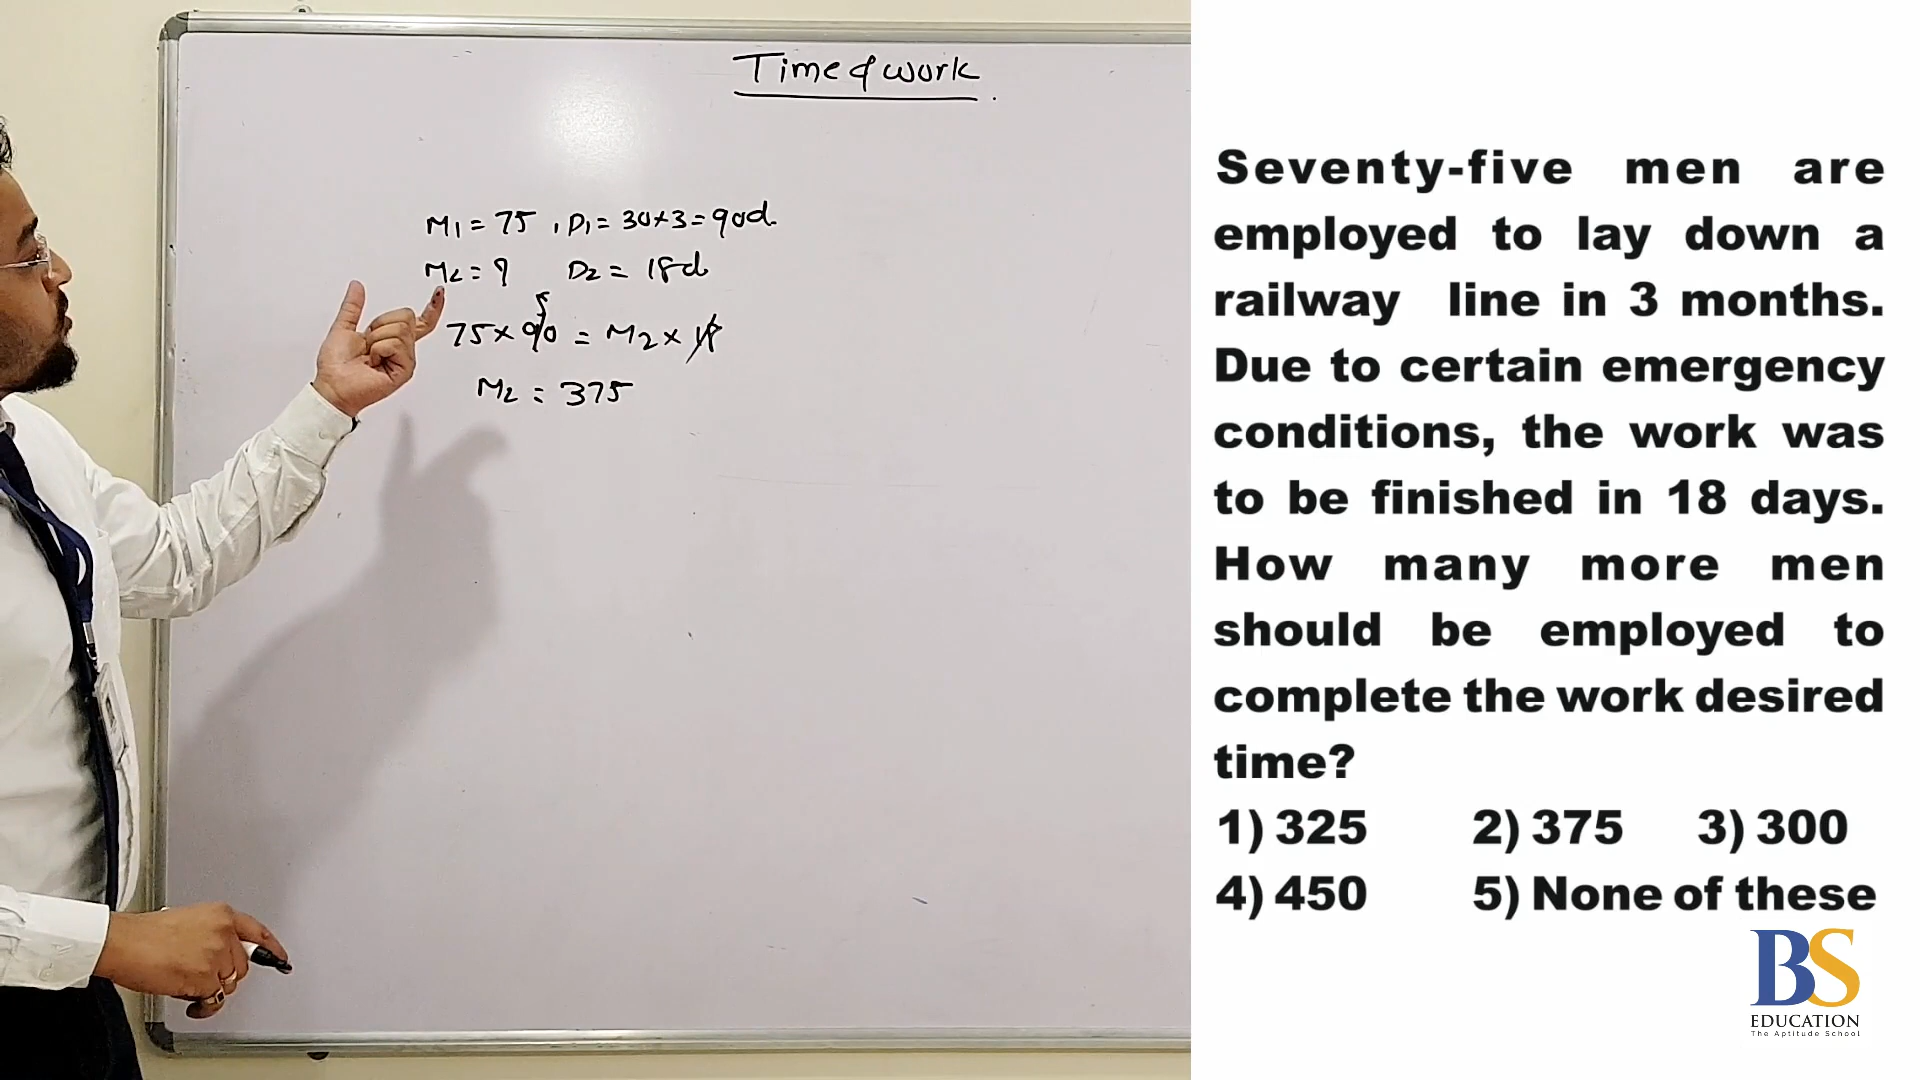 Time & work
M1 = 75 , D1 = 30×3 = 90d.
M2 = ? D2 = 18d
5
75 × 90 = M2 × 18
M2 = 375
Seventy-five men are
employed to lay down a
railway line in 3 months.
Due to certain emergency
conditions, the work was
to be finished in 18 days.
How many more men
should be employed to
complete the work desired
time?
1) 325 2) 375 3) 300
4) 450 5) None of these
BS
EDUCATION
The Aptitude School